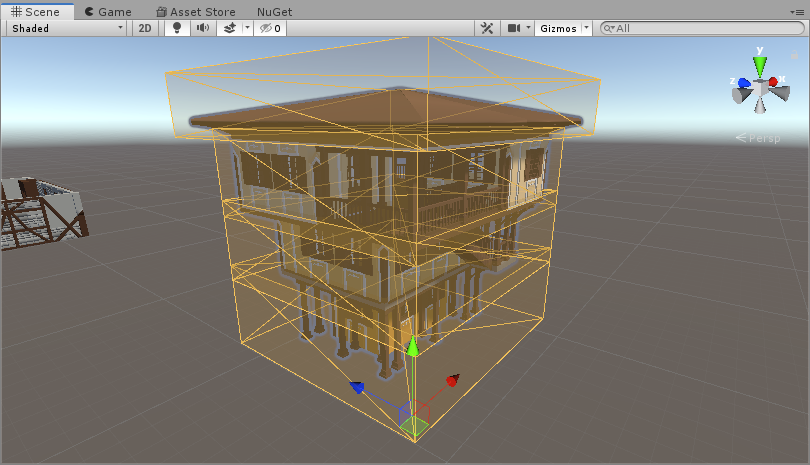 Scene Game Asset Store NuGet
Shaded 2D 0 Gizmos All
y
z x
Persp